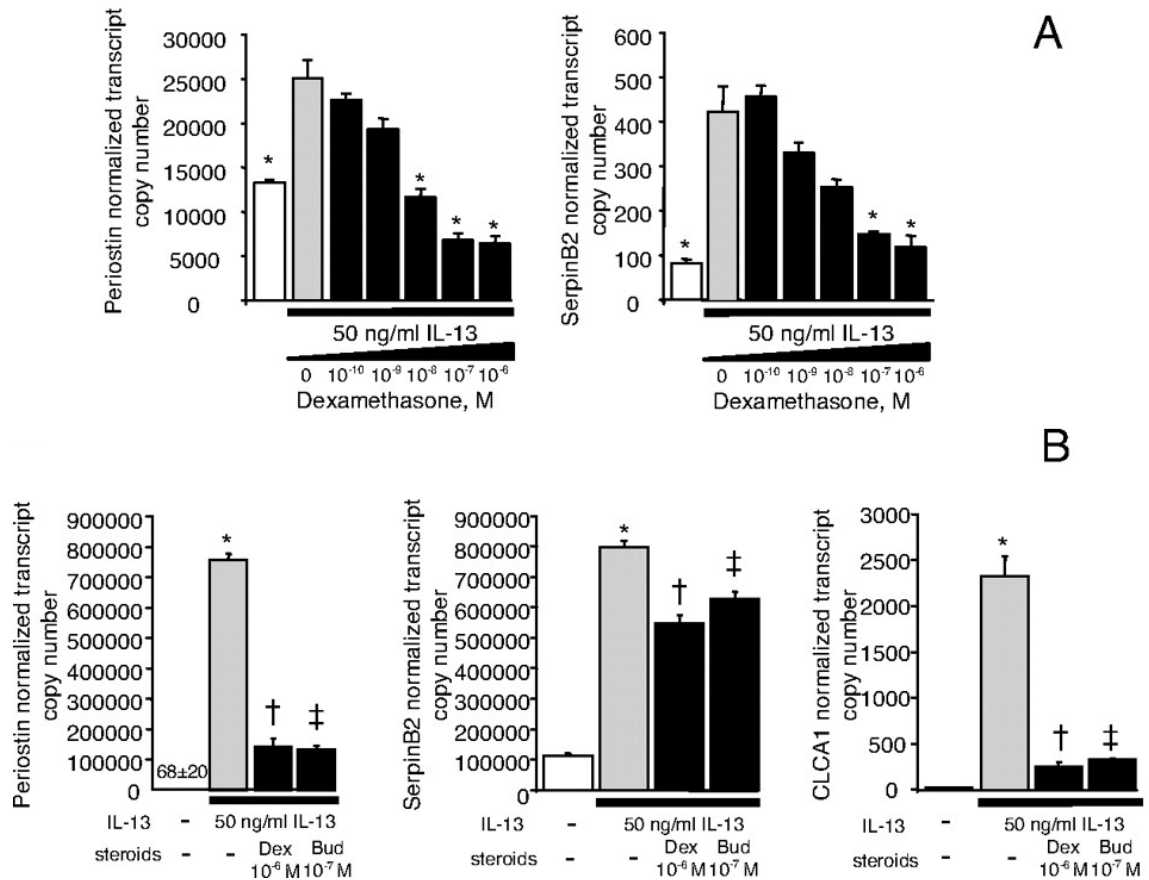 A
Periostin normalized transcript
copy number
30000
25000
20000
15000
10000
5000
0
*
*
*
*
50 ng/ml IL-13
0 10⁻¹⁰ 10⁻⁹ 10⁻⁸ 10⁻⁷ 10⁻⁶
Dexamethasone, M
SerpinB2 normalized transcript
copy number
600
500
400
300
200
100
0
*
*
*
50 ng/ml IL-13
0 10⁻¹⁰ 10⁻⁹ 10⁻⁸ 10⁻⁷ 10⁻⁶
Dexamethasone, M
B
Periostin normalized transcript
copy number
900000
800000
700000
600000
500000
400000
300000
200000
100000
0
68±20
*
†
‡
IL-13 - 50 ng/ml IL-13
steroids - - Dex Bud
10⁻⁶ M 10⁻⁷ M
SerpinB2 normalized transcript
copy number
900000
800000
700000
600000
500000
400000
300000
200000
100000
0
*
†
‡
IL-13 - 50 ng/ml IL-13
steroids - - Dex Bud
10⁻⁶ M 10⁻⁷ M
CLCA1 normalized transcript
copy number
3000
2500
2000
1500
1000
500
0
*
†
‡
IL-13 - 50 ng/ml IL-13
steroids - - Dex Bud
10⁻⁶ M 10⁻⁷ M